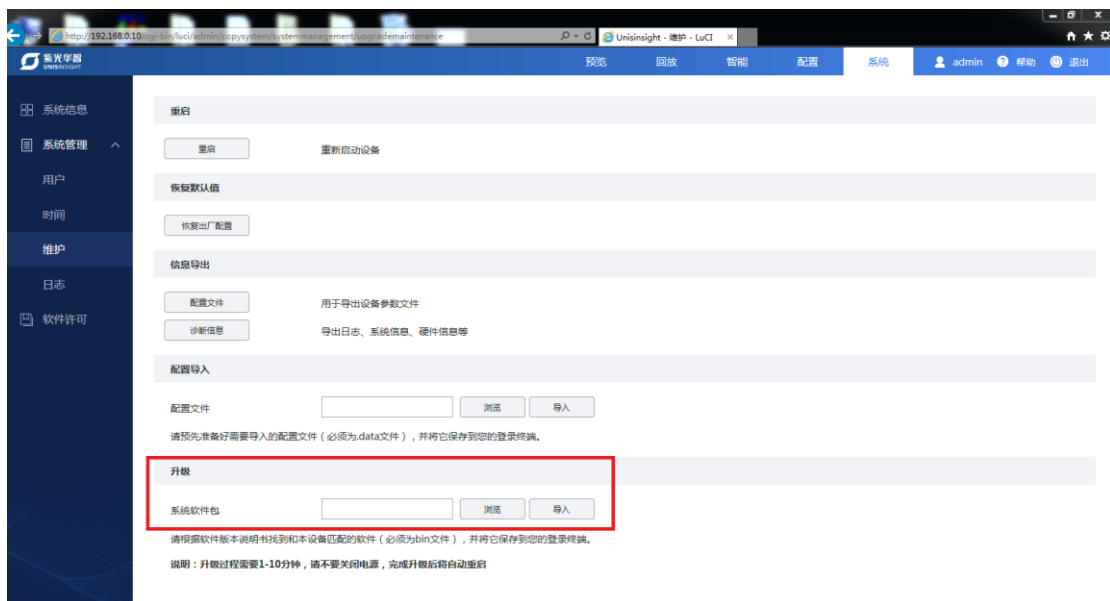 http://192.168.0.10/cgi-bin/luci/admin/copysystem/systemmanagement/upgrademaintenance
Unisinsight - 维护 - LuCI
紫光华智
UNISINSIGHT
预览 回放 智能 配置 系统 admin 帮助 退出
系统信息
系统管理
用户
时间
维护
日志
软件许可
重启
重启 重新启动设备
恢复默认值
恢复出厂配置
信息导出
配置文件 用于导出设备参数文件
诊断信息 导出日志、系统信息、硬件信息等
配置导入
配置文件 浏览 导入
请预先准备好需要导入的配置文件（必须为.data文件），并将它保存到您的登录终端。
升级
系统软件包 浏览 导入
请根据软件版本说明书找到和本设备匹配的软件（必须为bin文件），并将它保存到您的登录终端。
说明：升级过程需要1-10分钟，请不要关闭电源，完成升级后将自动重启